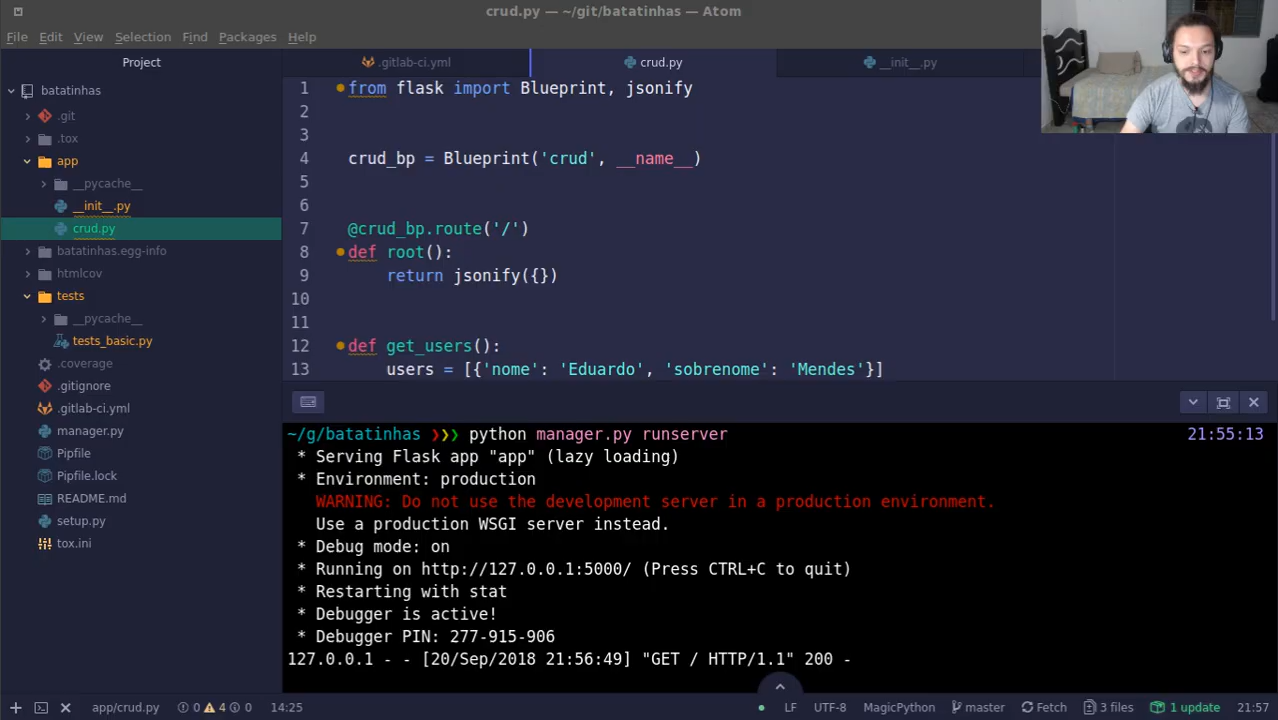 crud.py — ~/git/batatinhas — Atom
File Edit View Selection Find Packages Help
Project
.gitlab-ci.yml crud.py __init__.py
batatinhas
.git
.tox
app
__pycache__
__init__.py
crud.py
batatinhas.egg-info
htmlcov
tests
__pycache__
tests_basic.py
.coverage
.gitignore
.gitlab-ci.yml
manager.py
Pipfile
Pipfile.lock
README.md
setup.py
tox.ini
1 from flask import Blueprint, jsonify
2
3
4 crud_bp = Blueprint('crud', __name__)
5
6
7 @crud_bp.route('/')
8 def root():
9 return jsonify({})
10
11
12 def get_users():
13 users = [{'nome': 'Eduardo', 'sobrenome': 'Mendes'}]
~/g/batatinhas ❯❯❯ python manager.py runserver 21:55:13
* Serving Flask app "app" (lazy loading)
* Environment: production
WARNING: Do not use the development server in a production environment.
Use a production WSGI server instead.
* Debug mode: on
* Running on http://127.0.0.1:5000/ (Press CTRL+C to quit)
* Restarting with stat
* Debugger is active!
* Debugger PIN: 277-915-906
127.0.0.1 - - [20/Sep/2018 21:56:49] "GET / HTTP/1.1" 200 -
app/crud.py 0 4 0 14:25 LF UTF-8 MagicPython master Fetch 3 files 1 update 21:57